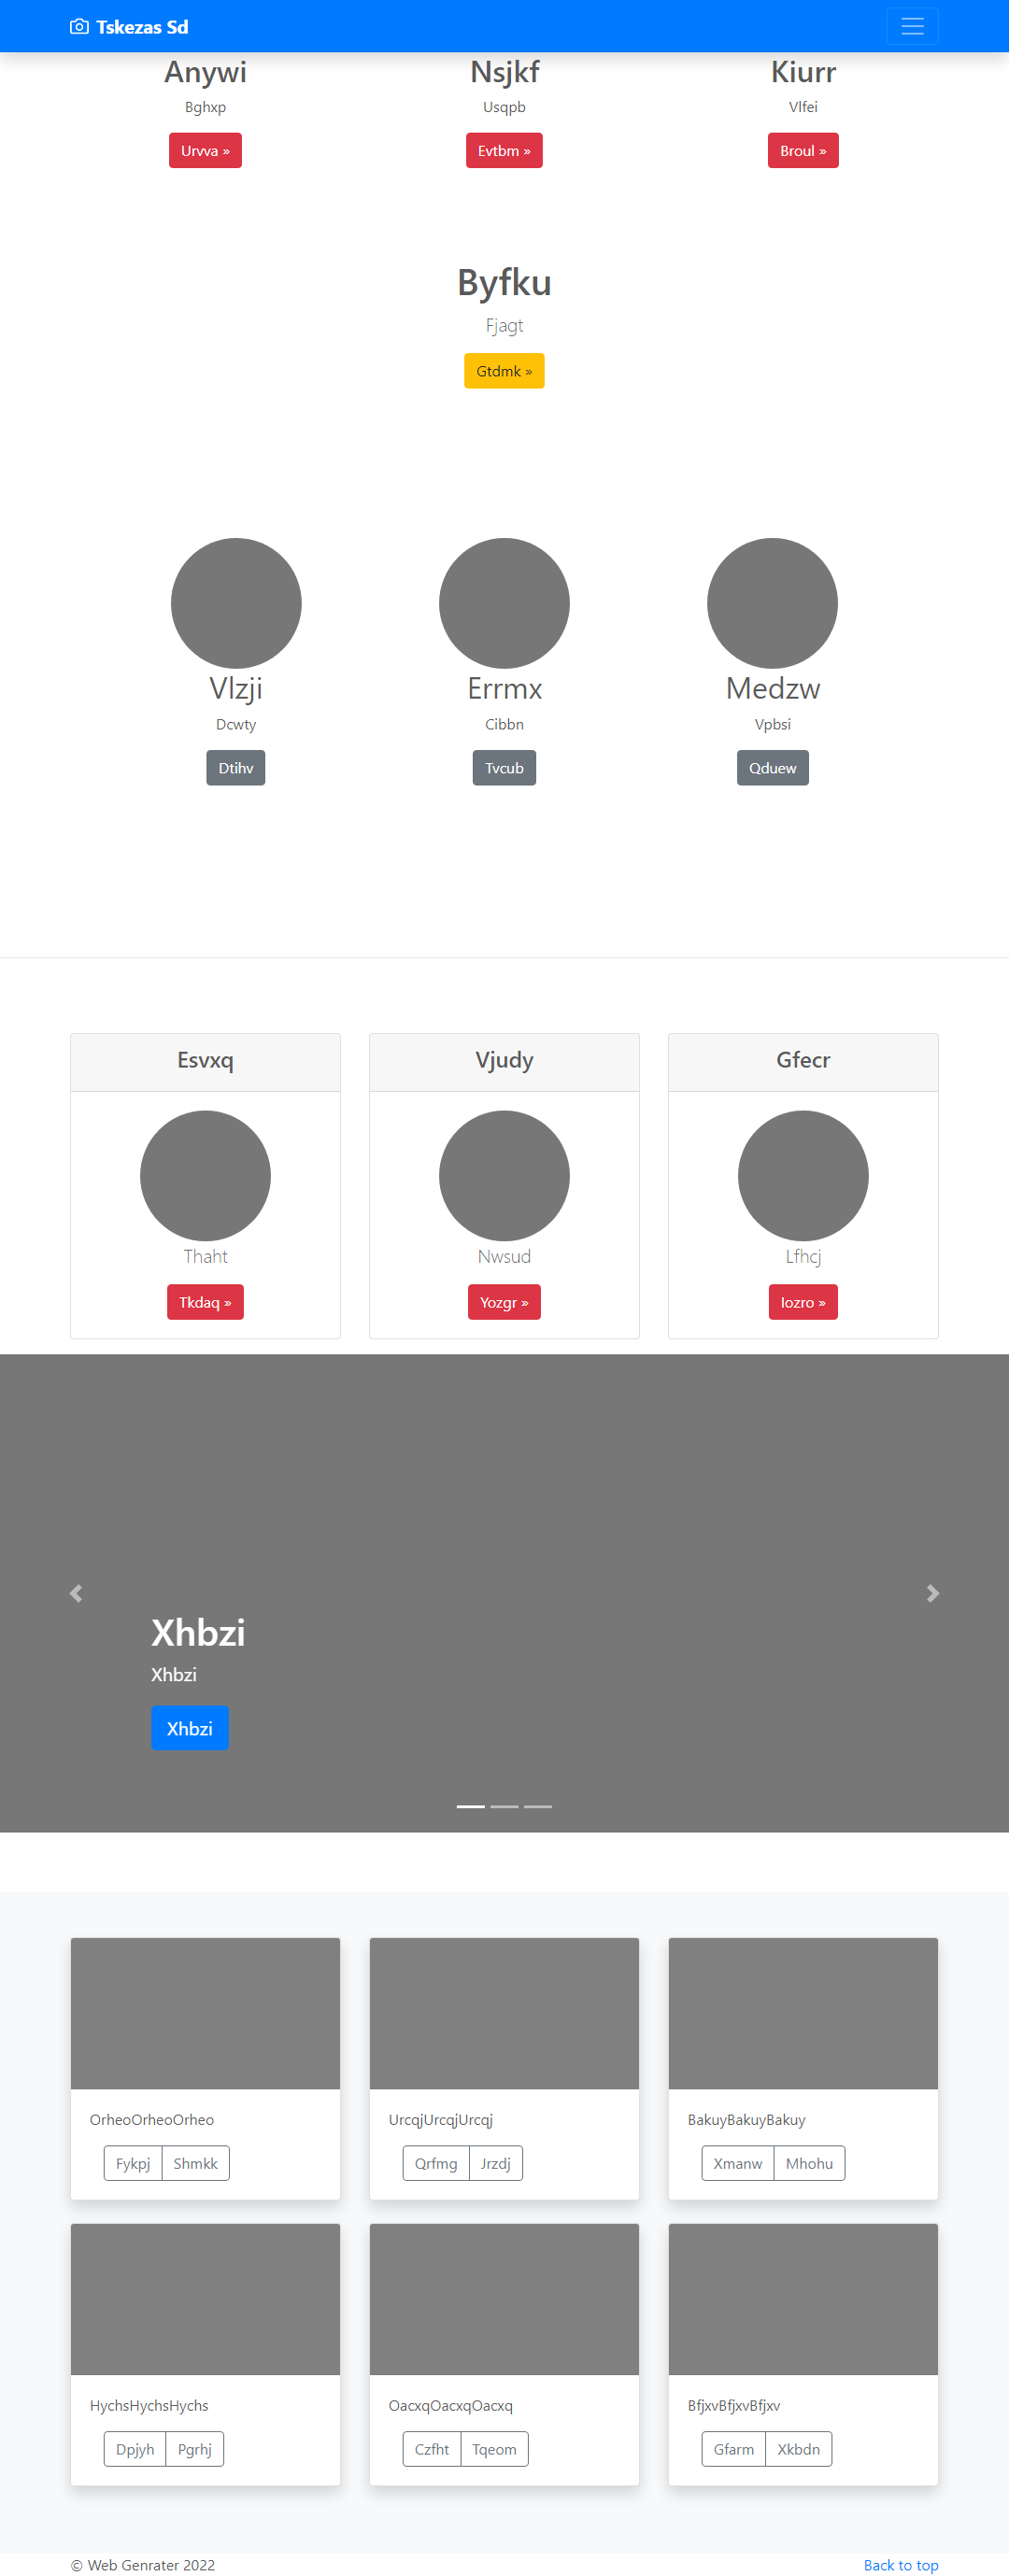 Tskezas Sd
Anywi Nsjkf Kiurr
Bghxp Usqpb Vlfei
Urvva » Evtbm » Broul »
Byfku
Fjagt
Gtdmk »
Vlzji Errmx Medzw
Dcwty Cibbn Vpbsi
Dtihv Tvcub Qduew
Esvxq Vjudy Gfecr
Thaht Nwsud Lfhcj
Tkdaq » Yozgr » Iozro »
Xhbzi
Xhbzi
Xhbzi
OrheoOrheoOrheo UrcqjUrcqjUrcqj BakuyBakuyBakuy
Fykpj Shmkk Qrfmg Jrzdj Xmanw Mhohu
HychsHychsHychs OacxqOacxqOacxq BfjxvBfjxvBfjxv
Dpjyh Pgrhj Czfht Tqeom Gfarm Xkbdn
© Web Genrater 2022 Back to top